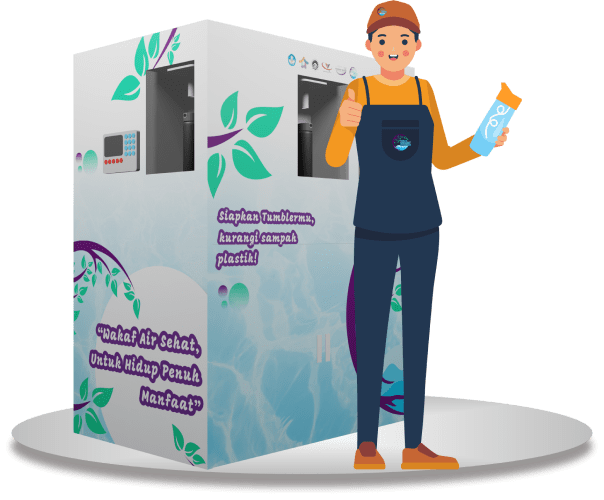 Siapkan Tumblermu,
kurangi sampah
plastik!
“Wakaf Air Sehat,
Untuk Hidup Penuh
Manfaat”